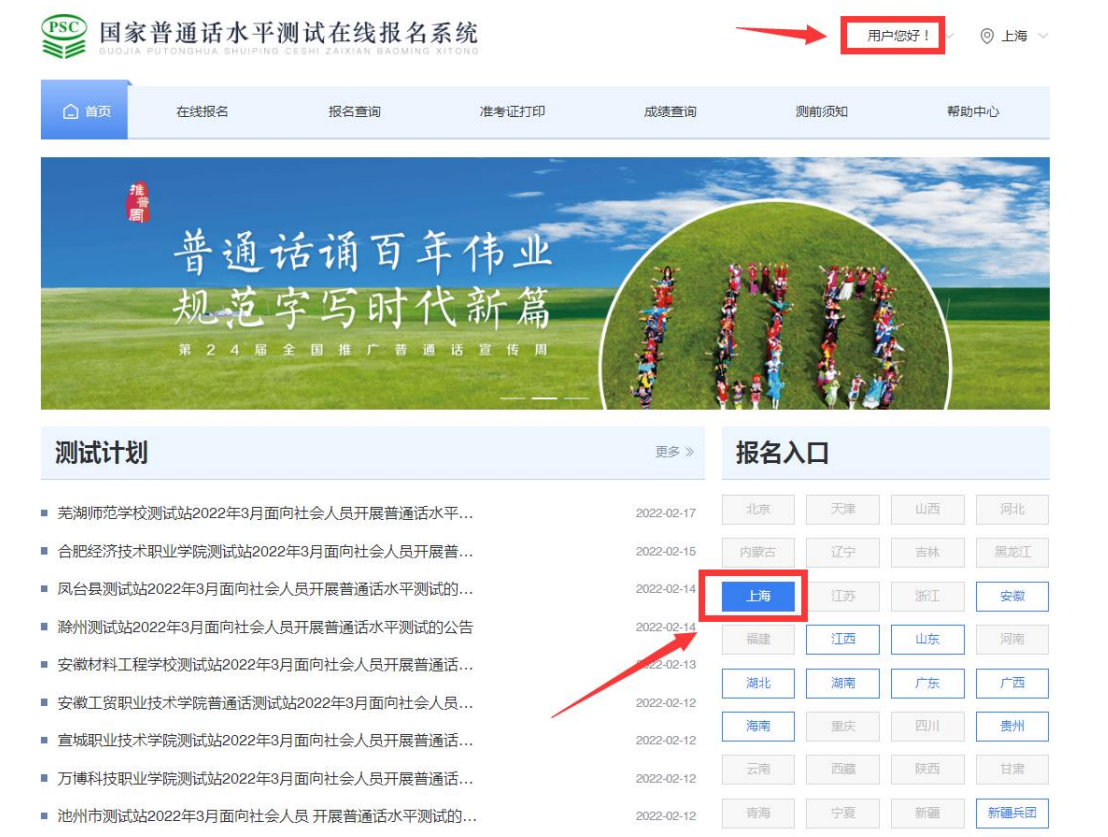 PSC
国家普通话水平测试在线报名系统
GUOJIA PUTONGHUA SHUIPING CESHI ZAIXIAN BAOMING XITONG
用户您好！
上海
首页
在线报名
报名查询
准考证打印
成绩查询
测前须知
帮助中心
推普周
普通话诵百年伟业
规范字写时代新篇
第24届全国推广普通话宣传周
100
测试计划
更多 》
报名入口
芜湖师范学校测试站2022年3月面向社会人员开展普通话水平… 2022-02-17
合肥经济技术职业学院测试站2022年3月面向社会人员开展普… 2022-02-15
凤台县测试站2022年3月面向社会人员开展普通话水平测试的… 2022-02-14
滁州测试站2022年3月面向社会人员开展普通话水平测试的公告 2022-02-14
安徽材料工程学校测试站2022年3月面向社会人员开展普通话… 2022-02-13
安徽工贸职业技术学院普通话测试站2022年3月面向社会人员… 2022-02-12
宣城职业技术学院测试站2022年3月面向社会人员开展普通话… 2022-02-12
万博科技职业学院测试站2022年3月面向社会人员开展普通话… 2022-02-12
池州市测试站2022年3月面向社会人员 开展普通话水平测试的… 2022-02-12
北京 天津 山西 河北
内蒙古 辽宁 吉林 黑龙江
上海 江苏 浙江 安徽
福建 江西 山东 河南
湖北 湖南 广东 广西
海南 重庆 四川 贵州
云南 西藏 陕西 甘肃
青海 宁夏 新疆 新疆兵团